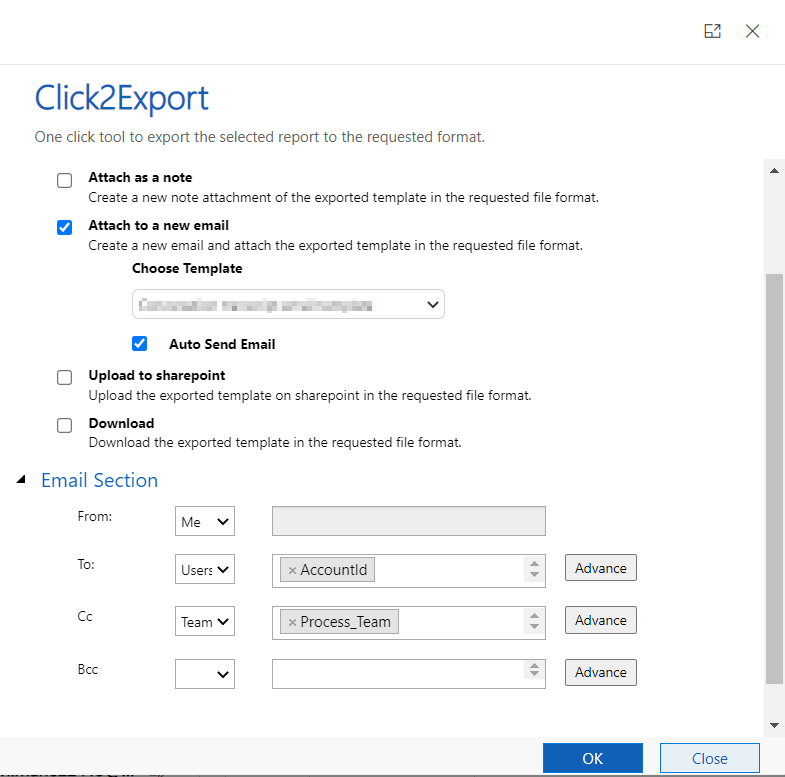 Click2Export
One click tool to export the selected report to the requested format.
Attach as a note
Create a new note attachment of the exported template in the requested file format.
Attach to a new email
Create a new email and attach the exported template in the requested file format.
Choose Template
Auto Send Email
Upload to sharepoint
Upload the exported template on sharepoint in the requested file format.
Download
Download the exported template in the requested file format.
Email Section
From: Me
To: Users × AccountId Advance
Cc Team × Process_Team Advance
Bcc Advance
OK Close